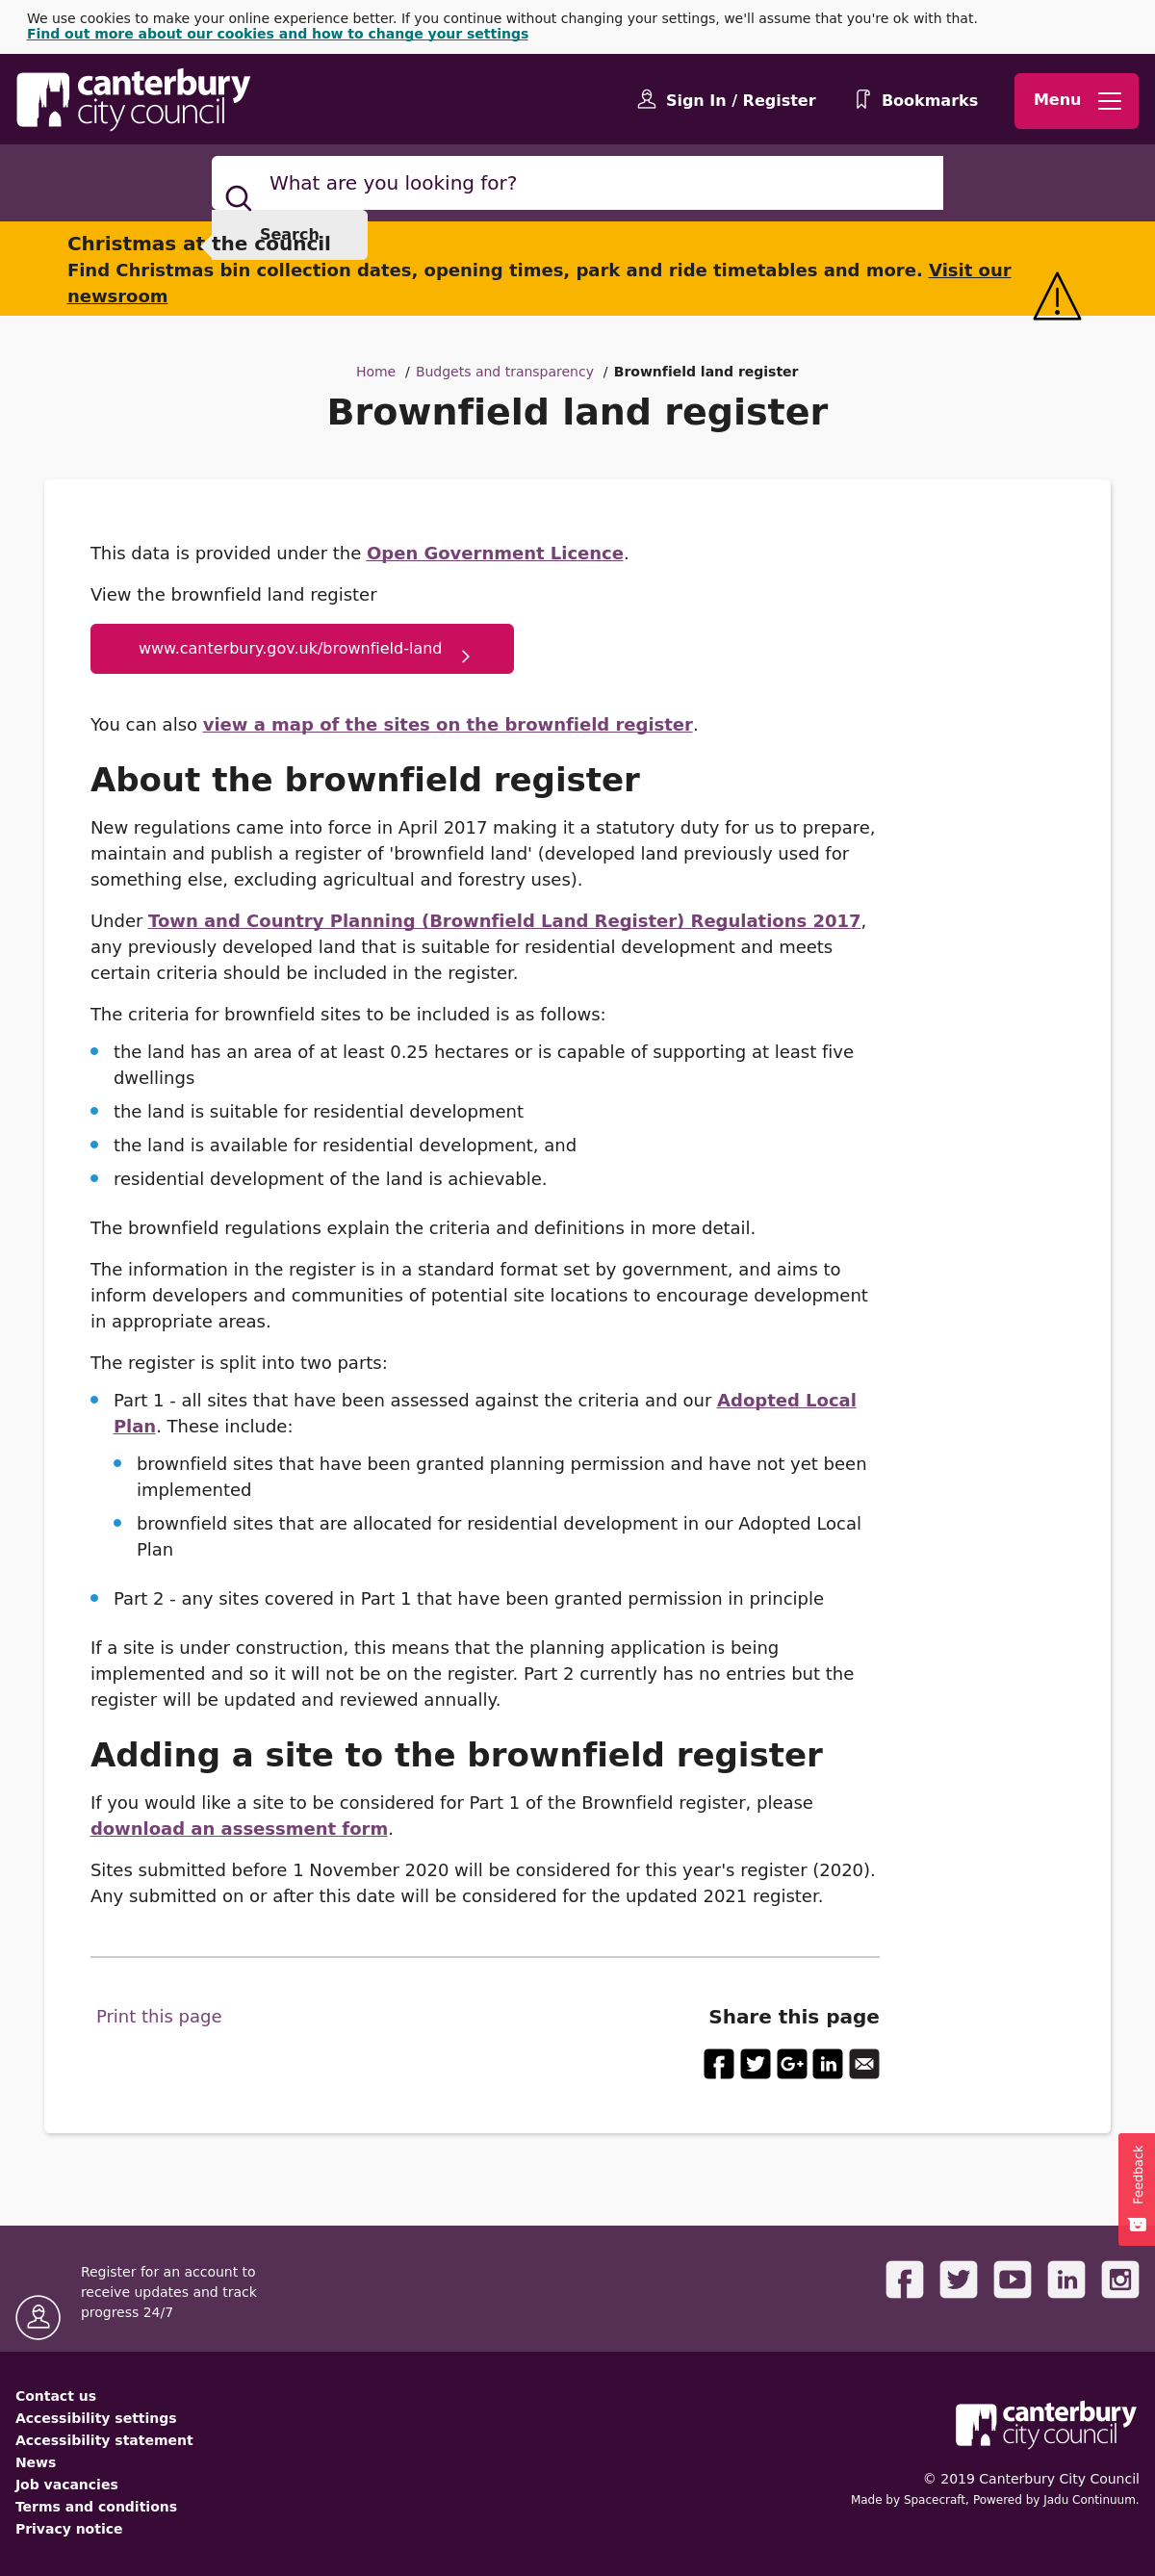 We use cookies to make your online experience better. If you continue without changing your settings, we'll assume that you're ok with that.
Find out more about our cookies and how to change your settings
canterbury
city council
Sign In / Register
Bookmarks
Menu
What are you looking for?
Search
Christmas at the council
Find Christmas bin collection dates, opening times, park and ride timetables and more. Visit our
newsroom
Home / Budgets and transparency / Brownfield land register
Brownfield land register
This data is provided under the Open Government Licence.
View the brownfield land register
www.canterbury.gov.uk/brownfield-land
You can also view a map of the sites on the brownfield register.
About the brownfield register
New regulations came into force in April 2017 making it a statutory duty for us to prepare,
maintain and publish a register of 'brownfield land' (developed land previously used for
something else, excluding agricultual and forestry uses).
Under Town and Country Planning (Brownfield Land Register) Regulations 2017,
any previously developed land that is suitable for residential development and meets
certain criteria should be included in the register.
The criteria for brownfield sites to be included is as follows:
the land has an area of at least 0.25 hectares or is capable of supporting at least five
dwellings
the land is suitable for residential development
the land is available for residential development, and
residential development of the land is achievable.
The brownfield regulations explain the criteria and definitions in more detail.
The information in the register is in a standard format set by government, and aims to
inform developers and communities of potential site locations to encourage development
in appropriate areas.
The register is split into two parts:
Part 1 - all sites that have been assessed against the criteria and our Adopted Local
Plan. These include:
brownfield sites that have been granted planning permission and have not yet been
implemented
brownfield sites that are allocated for residential development in our Adopted Local
Plan
Part 2 - any sites covered in Part 1 that have been granted permission in principle
If a site is under construction, this means that the planning application is being
implemented and so it will not be on the register. Part 2 currently has no entries but the
register will be updated and reviewed annually.
Adding a site to the brownfield register
If you would like a site to be considered for Part 1 of the Brownfield register, please
download an assessment form.
Sites submitted before 1 November 2020 will be considered for this year's register (2020).
Any submitted on or after this date will be considered for the updated 2021 register.
Print this page
Share this page
Feedback
Register for an account to
receive updates and track
progress 24/7
Contact us
Accessibility settings
Accessibility statement
News
Job vacancies
Terms and conditions
Privacy notice
canterbury
city council
© 2019 Canterbury City Council
Made by Spacecraft, Powered by Jadu Continuum.